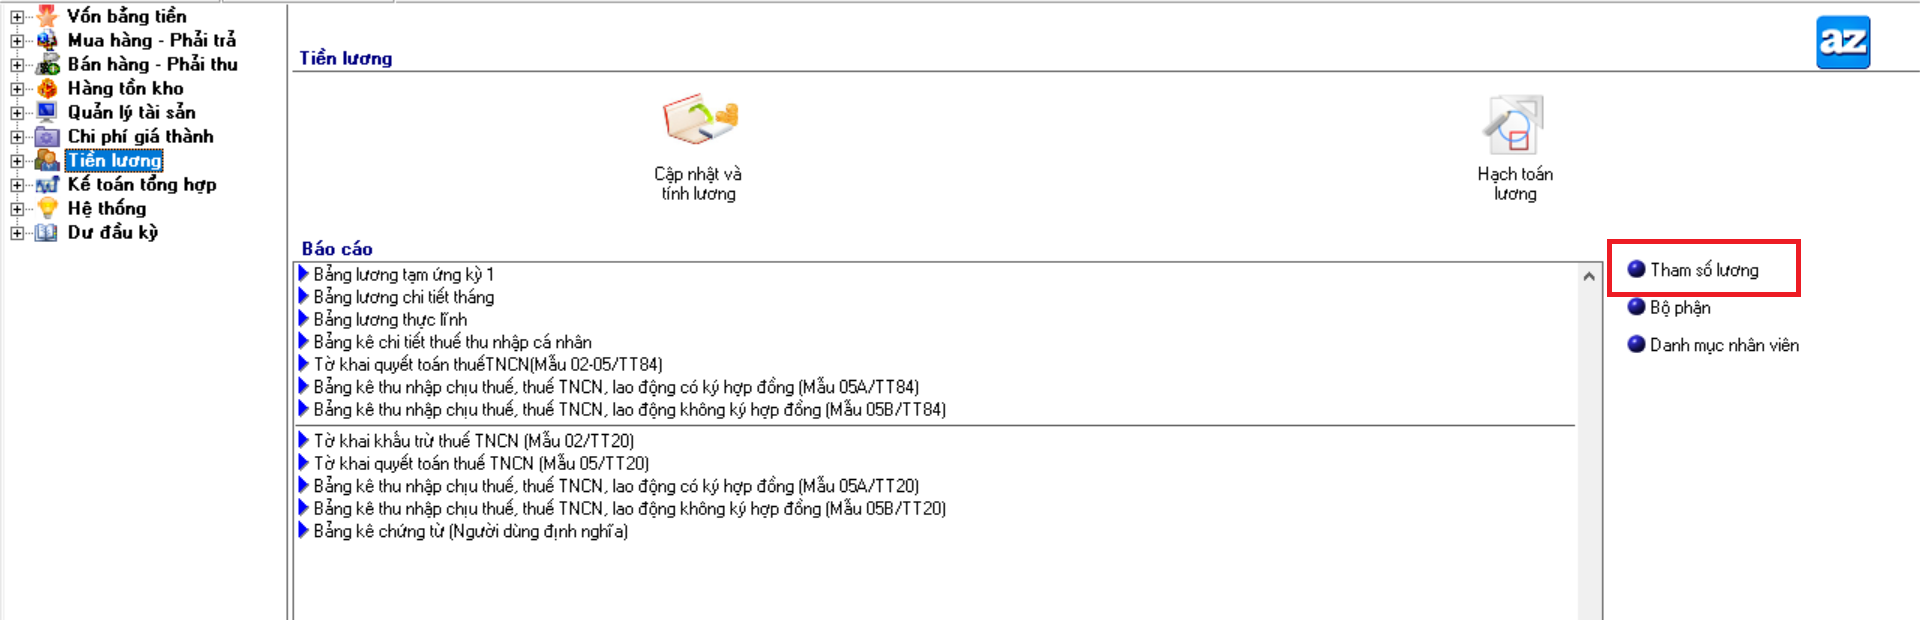 Vốn bằng tiền
Mua hàng - Phải trả
Bán hàng - Phải thu
Hàng tồn kho
Quản lý tài sản
Chi phí giá thành
Tiền lương
Kế toán tổng hợp
Hệ thống
Dư đầu kỳ
Tiền lương
az
Cập nhật và
tính lương
Hạch toán
lương
Báo cáo
Bảng lương tạm ứng kỳ 1
Bảng lương chi tiết tháng
Bảng lương thực lĩnh
Bảng kê chi tiết thuế thu nhập cá nhân
Tờ khai quyết toán thuếTNCN(Mẫu 02-05/TT84)
Bảng kê thu nhập chịu thuế, thuế TNCN, lao động có ký hợp đồng (Mẫu 05A/TT84)
Bảng kê thu nhập chịu thuế, thuế TNCN, lao động không ký hợp đồng (Mẫu 05B/TT84)
Tờ khai khấu trừ thuế TNCN (Mẫu 02/TT20)
Tờ khai quyết toán thuế TNCN (Mẫu 05/TT20)
Bảng kê thu nhập chịu thuế, thuế TNCN, lao động có ký hợp đồng (Mẫu 05A/TT20)
Bảng kê thu nhập chịu thuế, thuế TNCN, lao động không ký hợp đồng (Mẫu 05B/TT20)
Bảng kê chứng từ (Người dùng định nghĩa)
Tham số lương
Bộ phận
Danh mục nhân viên